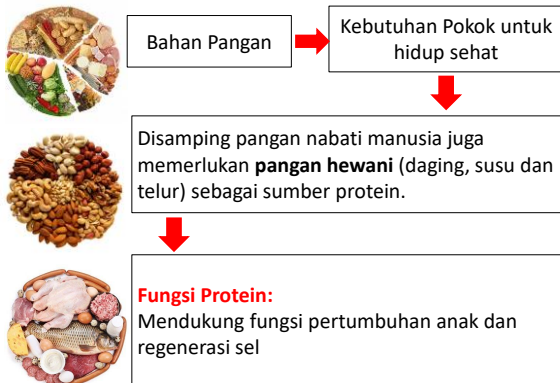 Bahan Pangan
Kebutuhan Pokok untuk
hidup sehat
Disamping pangan nabati manusia juga
memerlukan pangan hewani (daging, susu dan
telur) sebagai sumber protein.
Fungsi Protein:
Mendukung fungsi pertumbuhan anak dan
regenerasi sel